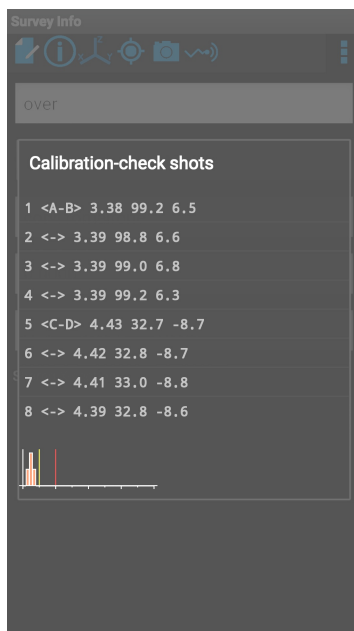 Survey Info
over
Calibration-check shots
1 <A-B> 3.38 99.2 6.5
2 <-> 3.39 98.8 6.6
3 <-> 3.39 99.0 6.8
4 <-> 3.39 99.2 6.3
5 <C-D> 4.43 32.7 -8.7
6 <-> 4.42 32.8 -8.7
7 <-> 4.41 33.0 -8.8
8 <-> 4.39 32.8 -8.6